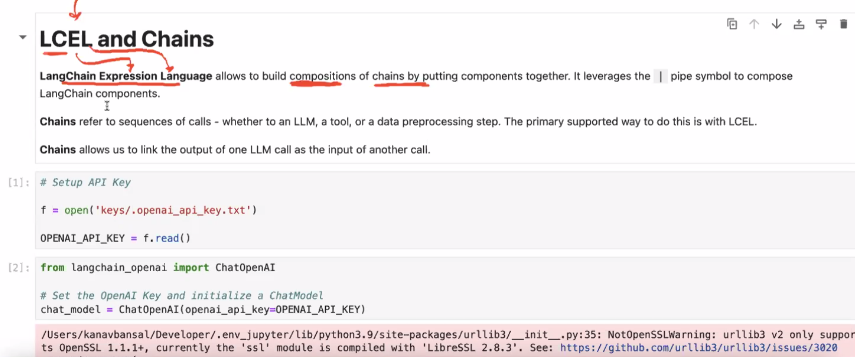 LCEL and Chains
LangChain Expression Language allows to build compositions of chains by putting components together. It leverages the | pipe symbol to compose
LangChain components.
Chains refer to sequences of calls - whether to an LLM, a tool, or a data preprocessing step. The primary supported way to do this is with LCEL.
Chains allows us to link the output of one LLM call as the input of another call.
[1]: # Setup API Key
f = open('keys/.openai_api_key.txt')
OPENAI_API_KEY = f.read()
[2]: from langchain_openai import ChatOpenAI
# Set the OpenAI Key and initialize a ChatModel
chat_model = ChatOpenAI(openai_api_key=OPENAI_API_KEY)
/Users/kanavbansal/Developer/.env_jupyter/lib/python3.9/site-packages/urllib3/__init__.py:35: NotOpenSSLWarning: urllib3 v2 only suppor
ts OpenSSL 1.1.1+, currently the 'ssl' module is compiled with 'LibreSSL 2.8.3'. See: https://github.com/urllib3/urllib3/issues/3020